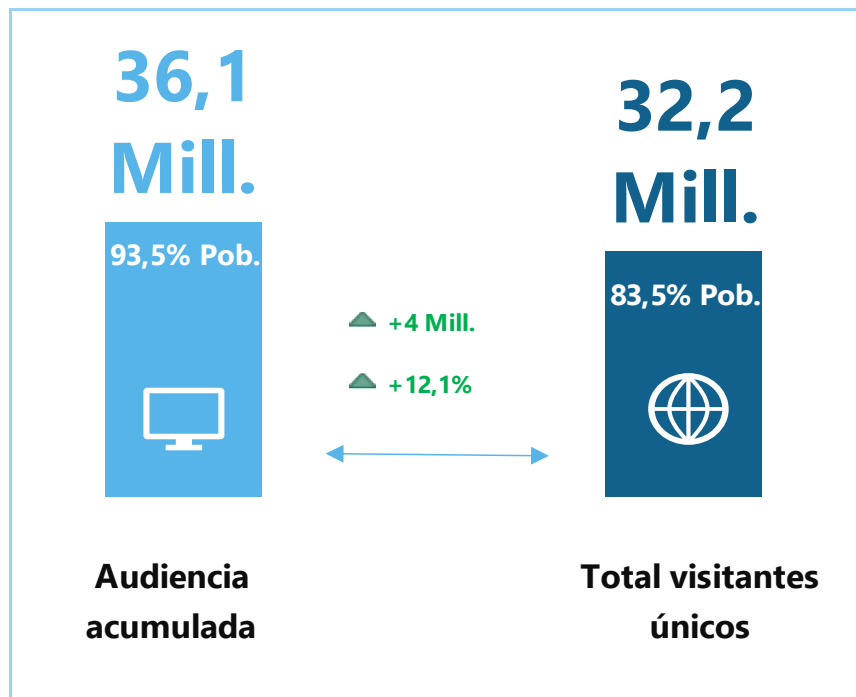 36,1
Mill.
93,5% Pob.
Audiencia
acumulada
+4 Mill.
+12,1%
32,2
Mill.
83,5% Pob.
Total visitantes
únicos